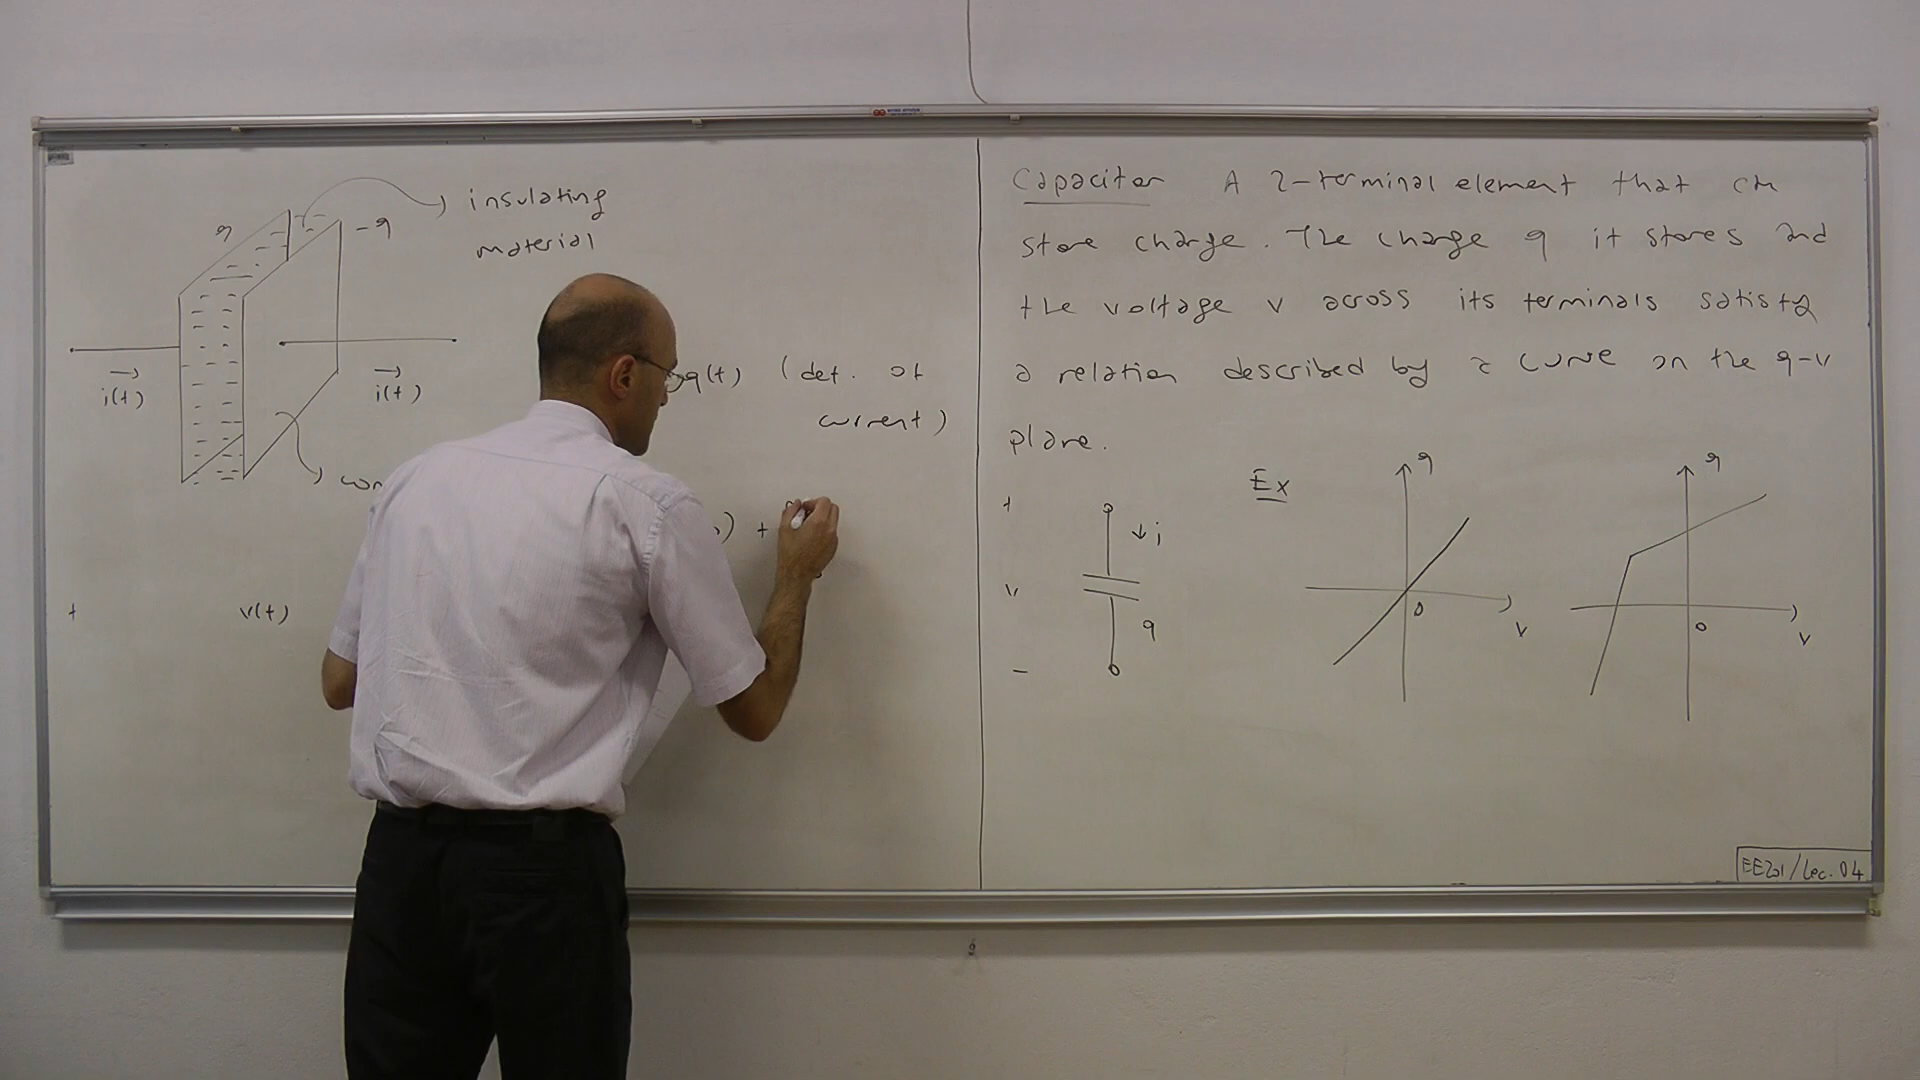 insulating
material
q
-q
i(t)
i(t)
q(t) (def. of
current)
) +
+
v(t)
Capacitor A 2-terminal element that can
store charge. The charge q it stores and
the voltage v across its terminals satisfy
a relation described by a curve on the q-v
plane.
Ex
+
v
-
i
q
q
0
v
q
0
v
EE201/Lec. 04